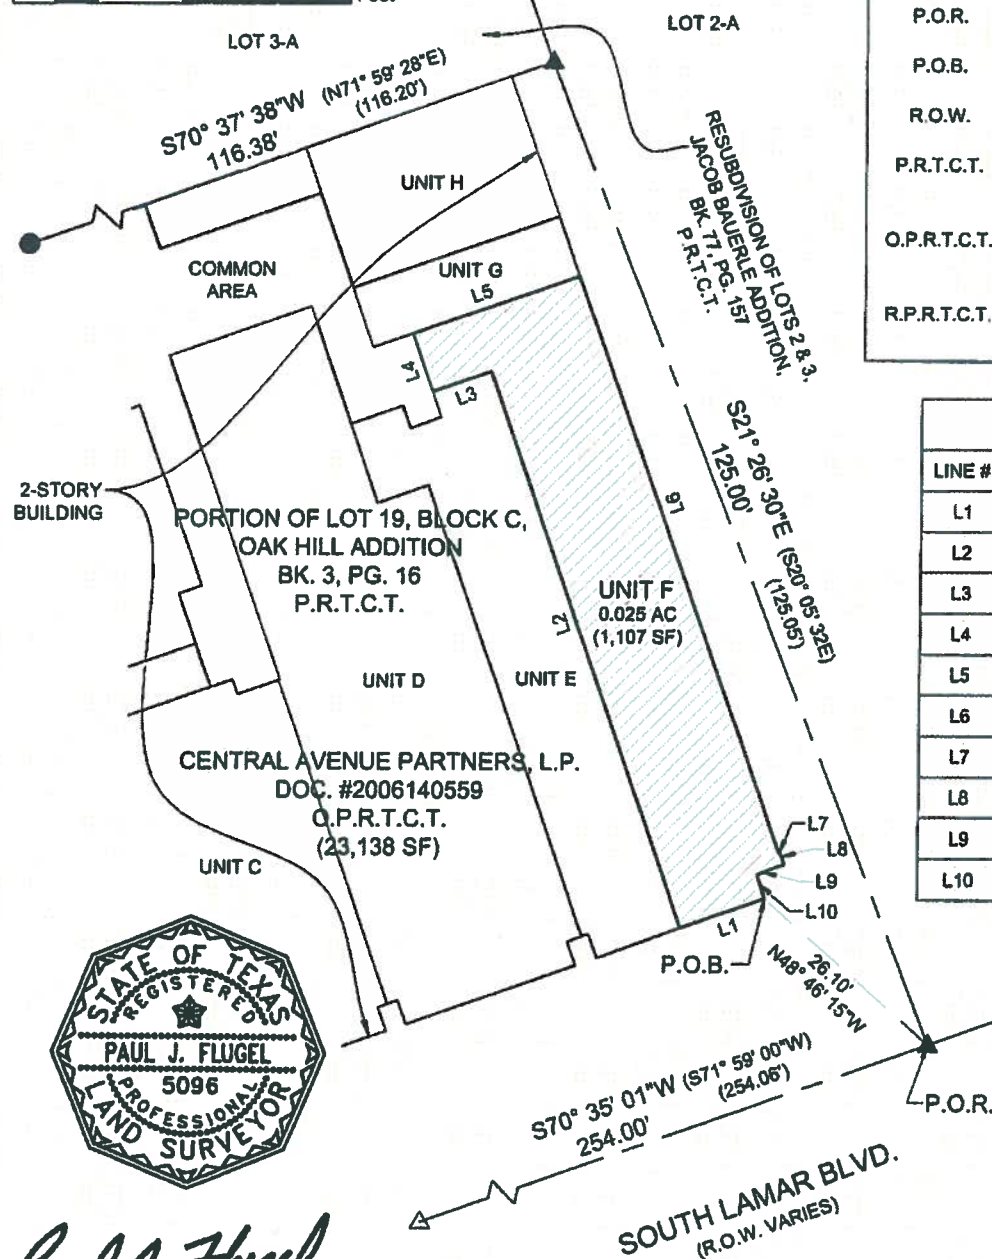 LOT 3-A
LOT 2-A
P.O.R.
P.O.B.
R.O.W.
P.R.T.C.T.
O.P.R.T.C.T.
R.P.R.T.C.T.
S70° 37' 38"W (N71° 59' 28"E)
116.38' (116.20')
RESUBDIVISION OF LOTS 2 & 3,
JACOB BAUERLE ADDITION,
BK. 77, PG. 157
P.R.T.C.T.
UNIT H
COMMON
AREA
UNIT G
L5
L4
L3
S21° 26' 30"E (S20° 05' 32E)
125.00' (125.05')
L6
2-STORY
BUILDING
PORTION OF LOT 19, BLOCK C,
OAK HILL ADDITION
BK. 3, PG. 16
P.R.T.C.T.
UNIT F
0.025 AC
(1,107 SF)
L2
UNIT D
UNIT E
CENTRAL AVENUE PARTNERS, L.P.
DOC. #2006140559
O.P.R.T.C.T.
(23,138 SF)
UNIT C
L7
L8
L9
L10
L1
P.O.B.
26.10'
N48° 46' 15"W
P.O.R.
S70° 35' 01"W (S71° 59' 00"W)
254.00' (254.06')
SOUTH LAMAR BLVD.
(R.O.W. VARIES)
LINE #
L1
L2
L3
L4
L5
L6
L7
L8
L9
L10
STATE OF TEXAS
REGISTERED
PAUL J. FLUGEL
5096
PROFESSIONAL
LAND SURVEYOR